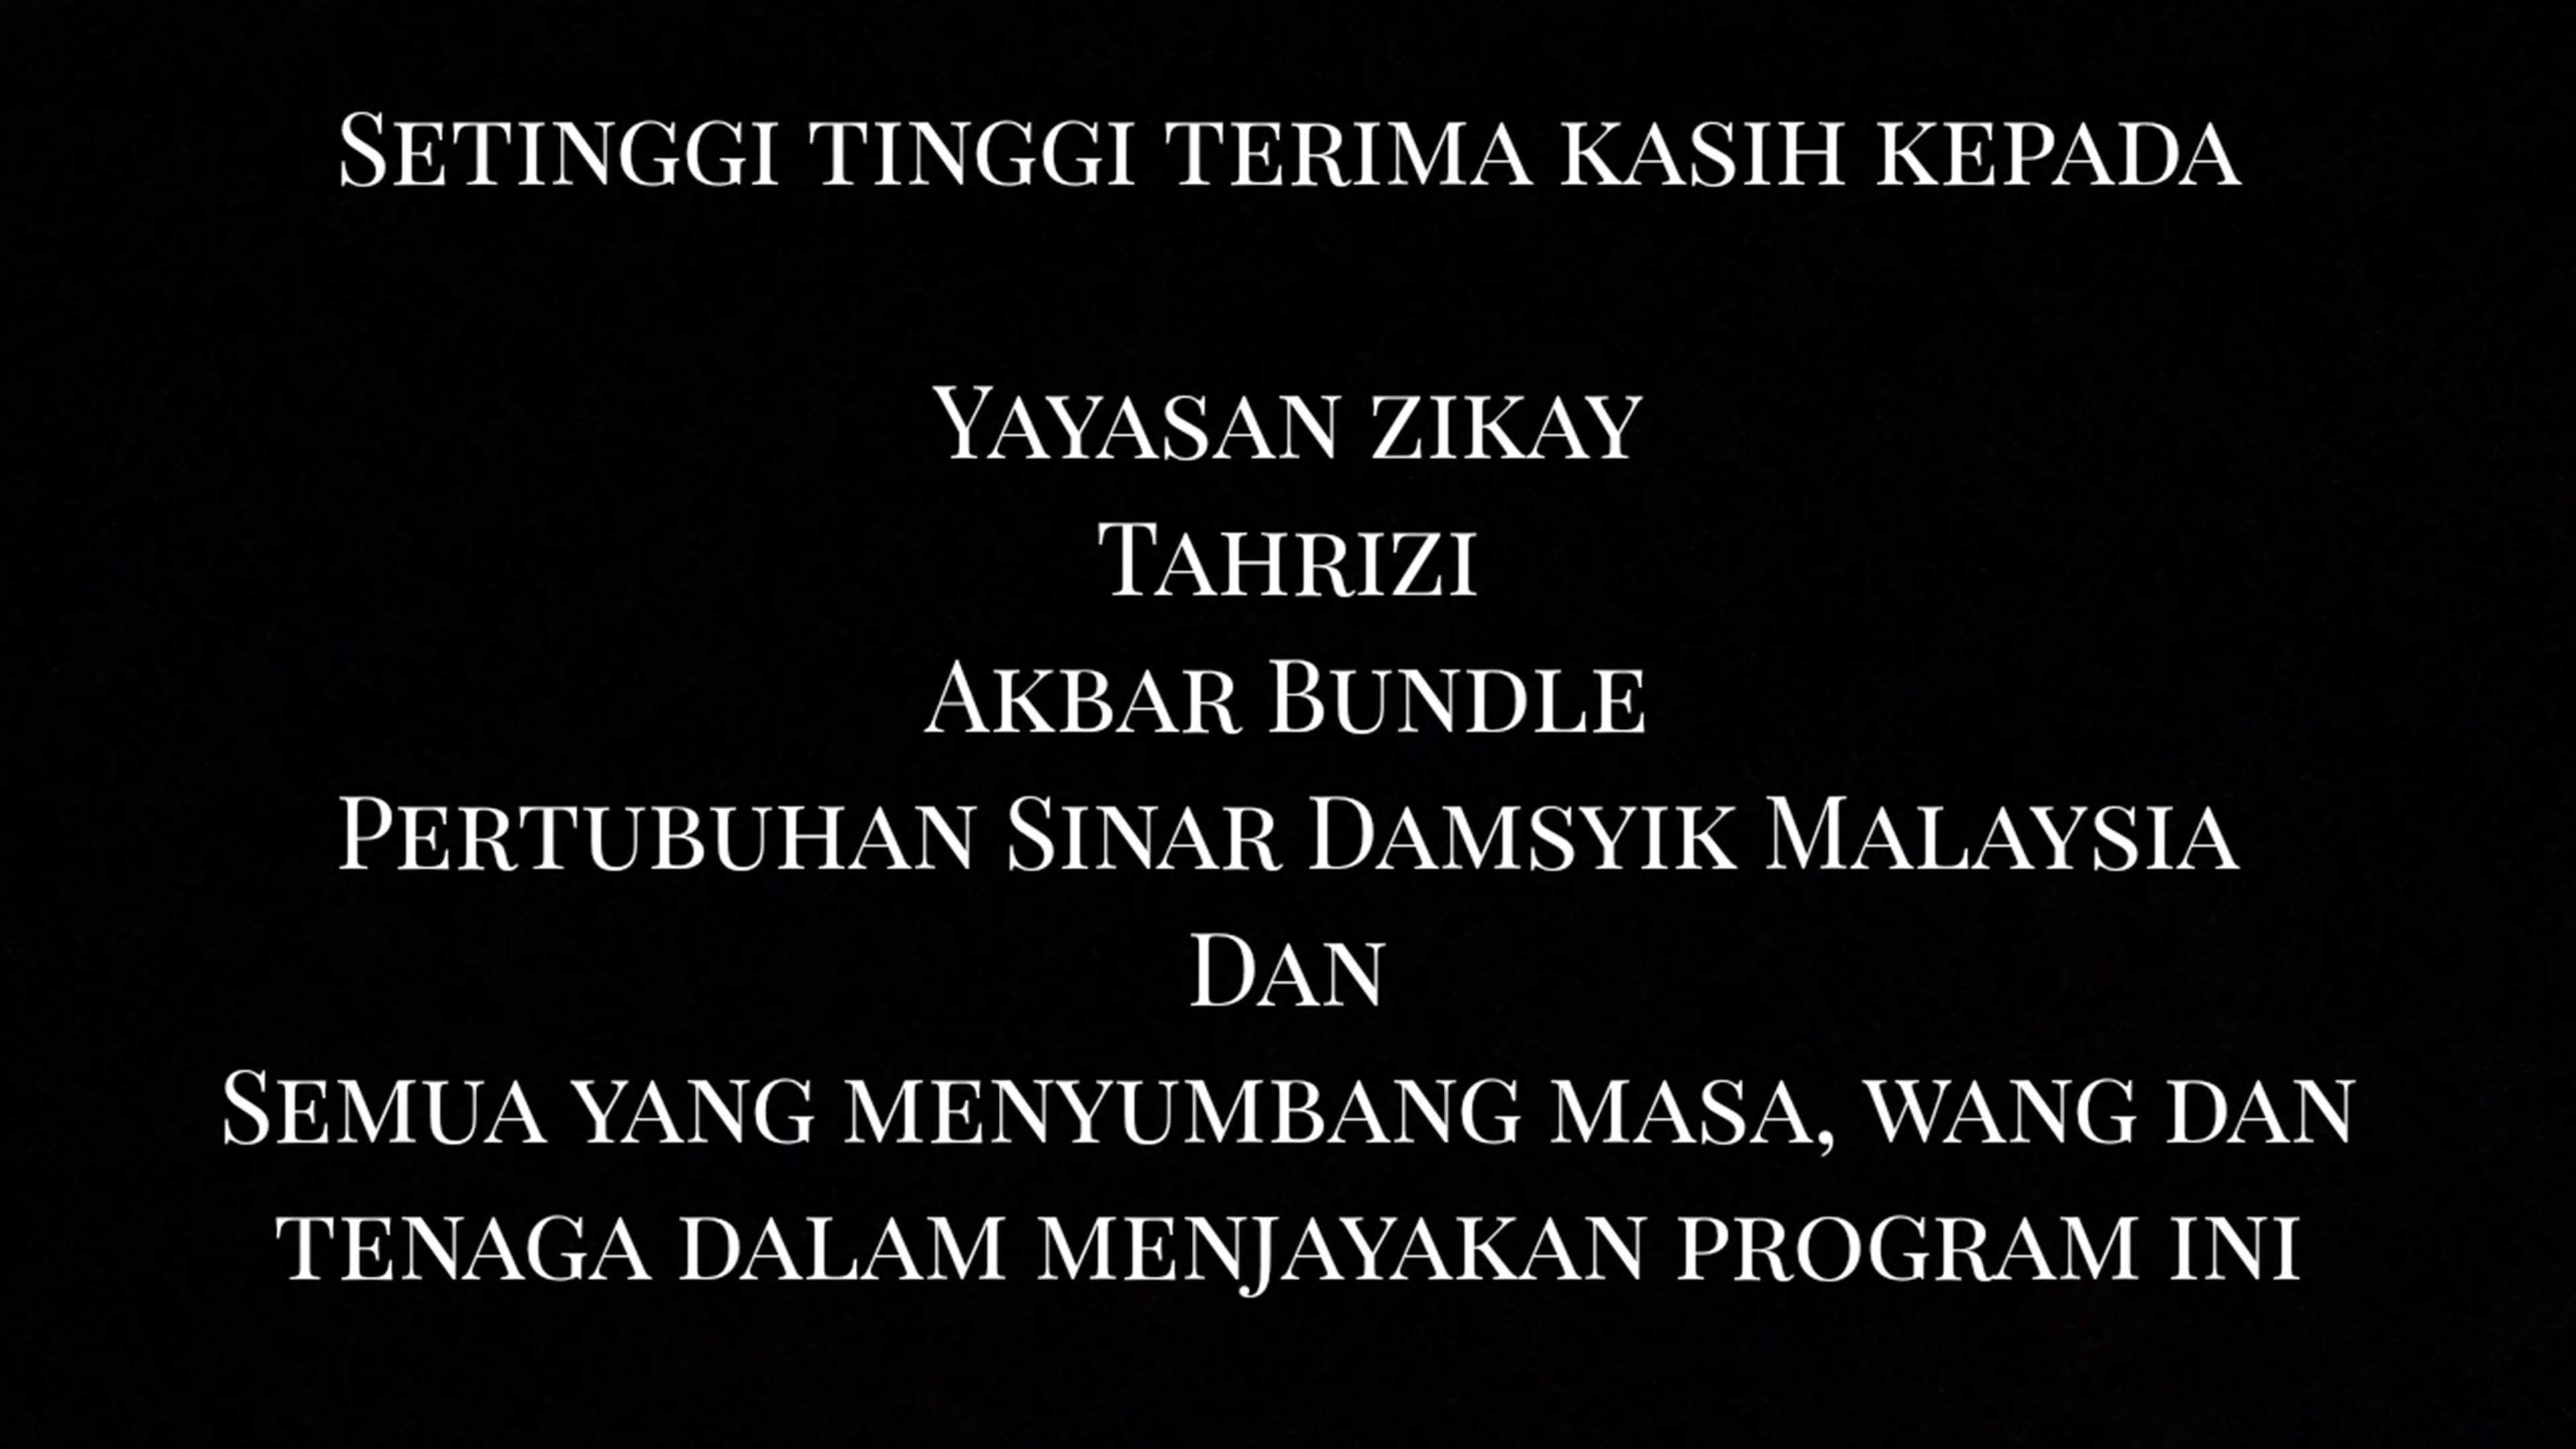 Setinggi tinggi terima kasih kepada
Yayasan zikay
Tahrizi
Akbar Bundle
Pertubuhan Sinar Damsyik Malaysia
Dan
Semua yang menyumbang masa, wang dan
tenaga dalam menjayakan program ini